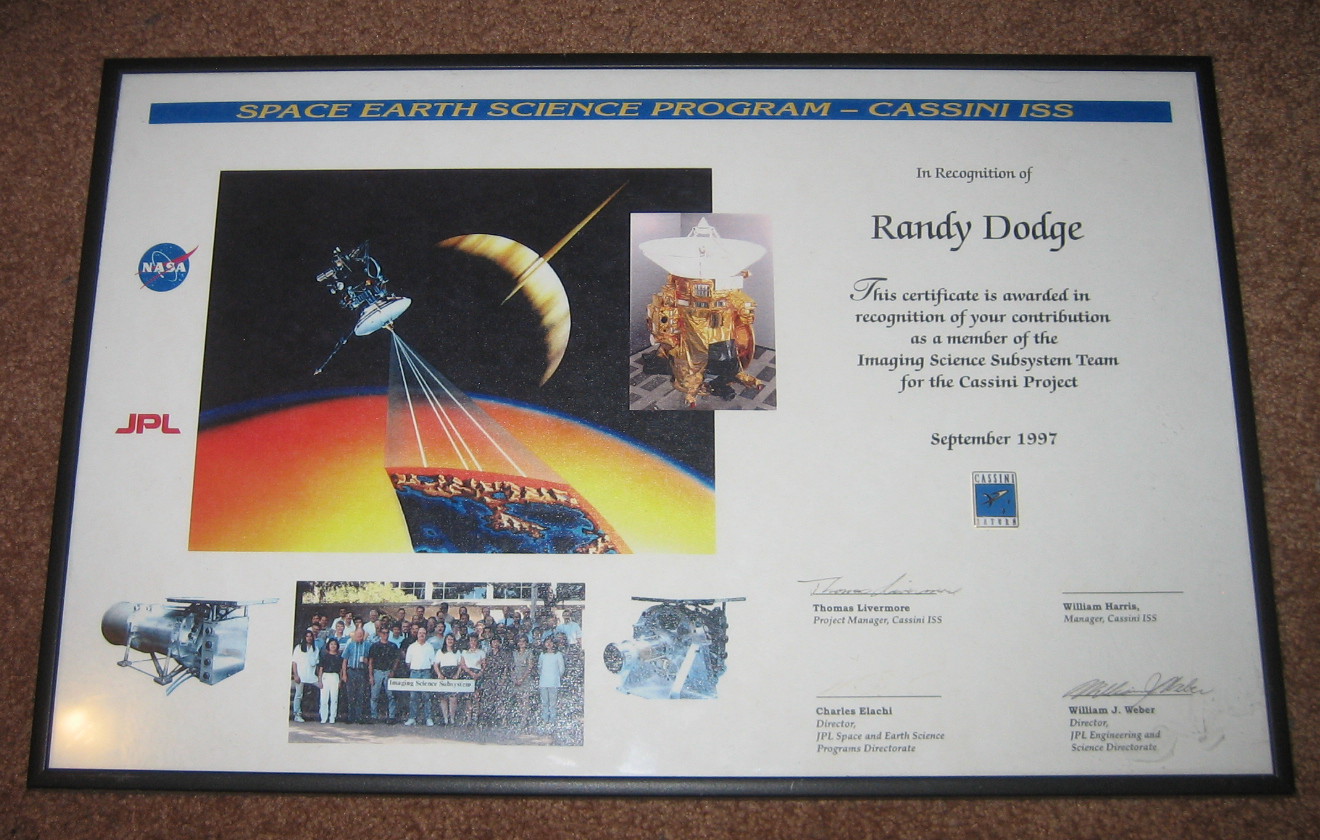 SPACE EARTH SCIENCE PROGRAM – CASSINI ISS
NASA
JPL
In Recognition of
Randy Dodge
This certificate is awarded in
recognition of your contribution
as a member of the
Imaging Science Subsystem Team
for the Cassini Project
September 1997
CASSINI
SATURN
Imaging Science Subsystem
Thomas Livermore
Project Manager, Cassini ISS
William Harris,
Manager, Cassini ISS
Charles Elachi
Director,
JPL Space and Earth Science
Programs Directorate
William J. Weber
Director,
JPL Engineering and
Science Directorate